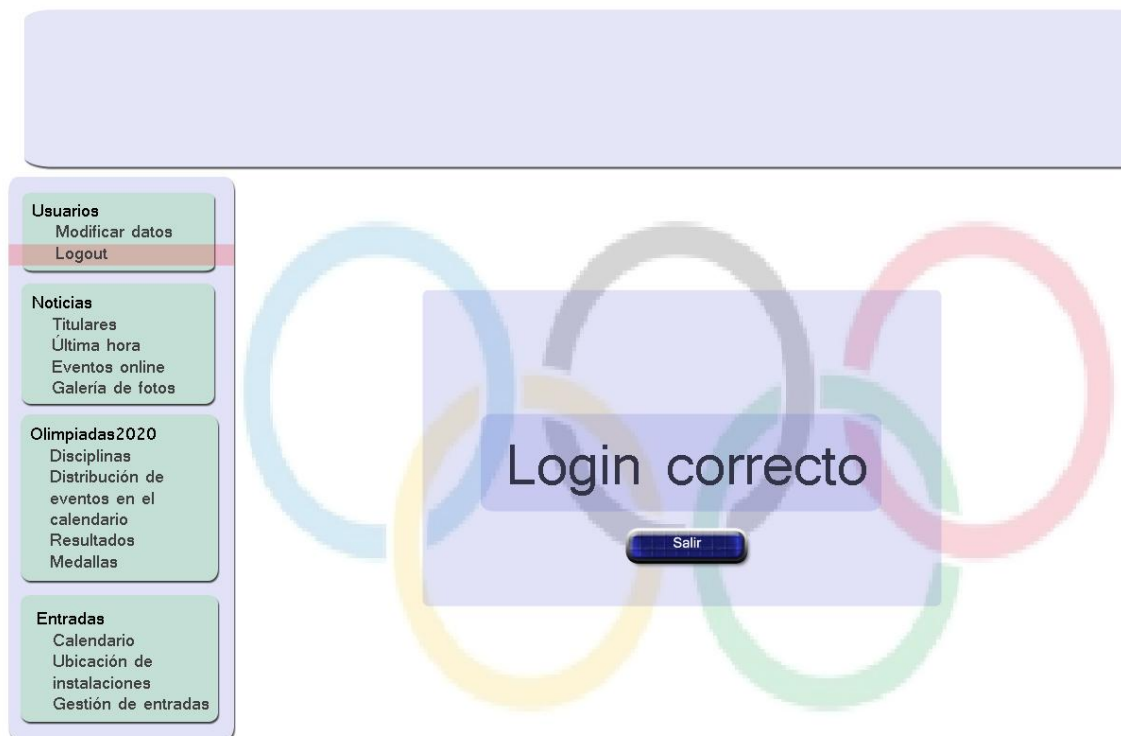 Usuarios
Modificar datos
Logout
Noticias
Titulares
Última hora
Eventos online
Galería de fotos
Olimpiadas2020
Disciplinas
Distribución de
eventos en el
calendario
Resultados
Medallas
Entradas
Calendario
Ubicación de
instalaciones
Gestión de entradas
Login correcto
Salir